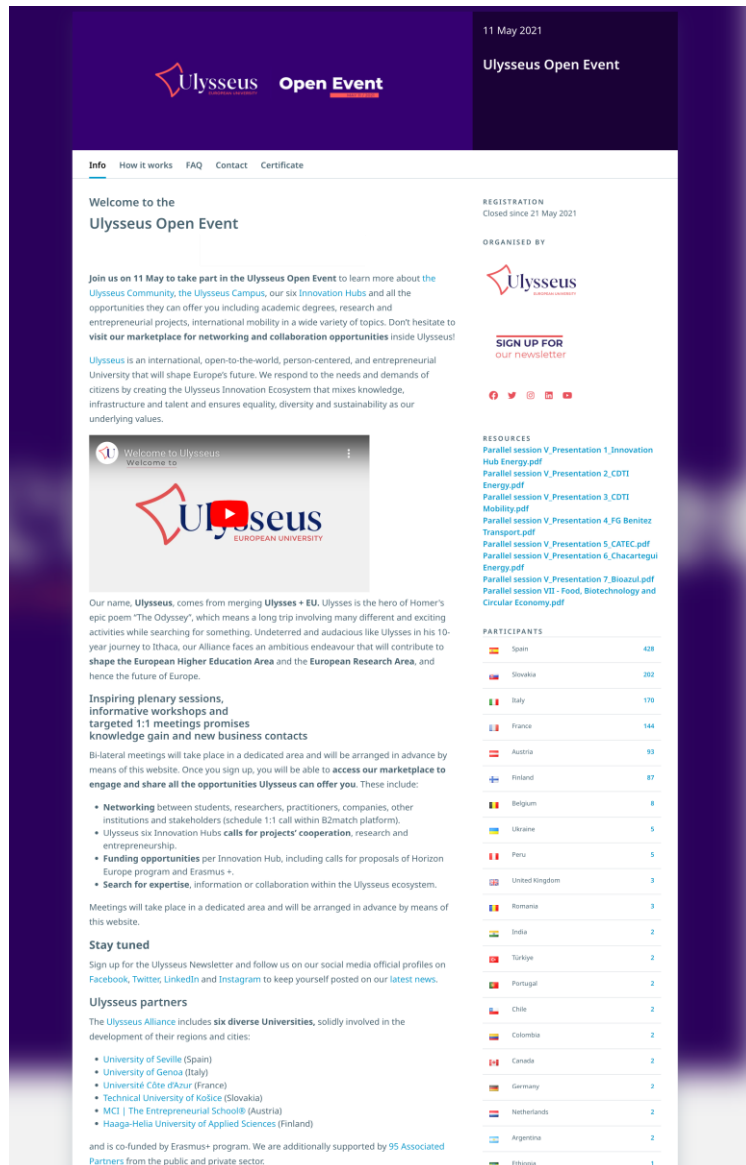 Ulysseus
EUROPEAN UNIVERSITY
Open Event
11 May 2021
Ulysseus Open Event
Info
How it works
FAQ
Contact
Certificate
Welcome to the
Ulysseus Open Event
Join us on 11 May to take part in the Ulysseus Open Event to learn more about the
Ulysseus Community, the Ulysseus Campus, our six Innovation Hubs and all the
opportunities they can offer you including academic degrees, research and
entrepreneurial projects, international mobility in a wide variety of topics. Don't hesitate to
visit our marketplace for networking and collaboration opportunities inside Ulysseus!
Ulysseus is an international, open-to-the-world, person-centered, and entrepreneurial
University that will shape Europe's future. We respond to the needs and demands of
citizens by creating the Ulysseus Innovation Ecosystem that mixes knowledge,
infrastructure and talent and ensures equality, diversity and sustainability as our
underlying values.
Welcome to Ulysseus
Welcome to
Ulysseus
EUROPEAN UNIVERSITY
Our name, Ulysseus, comes from merging Ulysses + EU. Ulysses is the hero of Homer's
epic poem "The Odyssey", which means a long trip involving many different and exciting
activities while searching for something. Undeterred and audacious like Ulysses in his 10-
year journey to Ithaca, our Alliance faces an ambitious endeavour that will contribute to
shape the European Higher Education Area and the European Research Area, and
hence the future of Europe.
Inspiring plenary sessions,
informative workshops and
targeted 1:1 meetings promises
knowledge gain and new business contacts
Bi-lateral meetings will take place in a dedicated area and will be arranged in advance by
means of this website. Once you sign up, you will be able to access our marketplace to
engage and share all the opportunities Ulysseus can offer you. These include:
• Networking between students, researchers, practitioners, companies, other
institutions and stakeholders (schedule 1:1 call within B2match platform).
• Ulysseus six Innovation Hubs calls for projects' cooperation, research and
entrepreneurship.
• Funding opportunities per Innovation Hub, including calls for proposals of Horizon
Europe program and Erasmus +.
• Search for expertise, information or collaboration within the Ulysseus ecosystem.
Meetings will take place in a dedicated area and will be arranged in advance by means of
this website.
Stay tuned
Sign up for the Ulysseus Newsletter and follow us on our social media official profiles on
Facebook, Twitter, LinkedIn and Instagram to keep yourself posted on our latest news.
Ulysseus partners
The Ulysseus Alliance includes six diverse Universities, solidly involved in the
development of their regions and cities:
• University of Seville (Spain)
• University of Genoa (Italy)
• Université Côte d'Azur (France)
• Technical University of Košice (Slovakia)
• MCI | The Entrepreneurial School® (Austria)
• Haaga-Helia University of Applied Sciences (Finland)
and is co-funded by Erasmus+ program. We are additionally supported by 95 Associated
Partners from the public and private sector.
REGISTRATION
Closed since 21 May 2021
ORGANISED BY
Ulysseus
EUROPEAN UNIVERSITY
SIGN UP FOR
our newsletter
RESOURCES
Parallel session V_Presentation 1_Innovation
Hub Energy.pdf
Parallel session V_Presentation 2_CDTI
Energy.pdf
Parallel session V_Presentation 3_CDTI
Mobility.pdf
Parallel session V_Presentation 4_FG Benitez
Transport.pdf
Parallel session V_Presentation 5_CATEC.pdf
Parallel session V_Presentation 6_Chacartegui
Energy.pdf
Parallel session V_Presentation 7_Bioazul.pdf
Parallel session VII - Food, Biotechnology and
Circular Economy.pdf
PARTICIPANTS
Spain 428
Slovakia 202
Italy 170
France 144
Austria 93
Finland 87
Belgium 8
Ukraine 5
Peru 5
United Kingdom 3
Romania 3
India 2
Türkiye 2
Portugal 2
Chile 2
Colombia 2
Canada 2
Germany 2
Netherlands 2
Argentina 2
Ethiopia 1